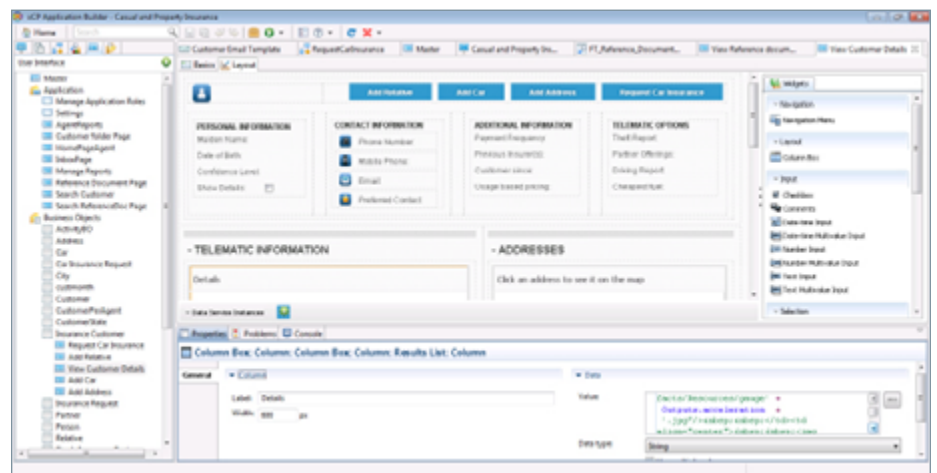 xCP Application Builder - Casual and Property Insurance
Home
Customer Email Template
RequestCarInsurance
Master
Casual and Property Ins...
FT_Reference_Document...
View Reference docum...
View Customer Details
User Interface
Basics
Layout
Master
Application
Manage Application Roles
Settings
AgentReports
Customer folder Page
HomePageAgent
InboxPage
Manage Reports
Reference Document Page
Search Customer
Search ReferenceDoc Page
Business Objects
ActivityBO
Address
Car
Car Insurance Request
City
custmonth
Customer
CustomerPerAgent
CustomerState
Insurance Customer
Request Car Insurance
Add Relative
View Customer Details
Add Car
Add Address
Insurance Request
Partner
Person
Relative
Add Relative
Add Car
Add Address
Request Car Insurance
PERSONAL INFORMATION
Maiden Name:
Date of Birth:
Confidence Level:
Show Details
CONTACT INFORMATION
Phone Number
Mobile Phone:
Email
Preferred Contact
ADDITIONAL INFORMATION
Payment Frequency
Previous Insurer(s):
Customer since:
Usage based pricing:
TELEMATIC OPTIONS
Theft Report:
Partner Offerings:
Driving Report:
Cheapest fuel:
- TELEMATIC INFORMATION
Details
- ADDRESSES
Click an address to see it on the map
Data Service Instances
Widgets
Navigation
Navigation Menu
Layout
Column Box
Input
Checkbox
Comments
Date-time Input
Date-time Multivalue Input
Number Input
Number Multivalue Input
Text Input
Text Multivalue Input
Selection
Properties
Problems
Console
Column Box: Column: Column Box: Column: Results List: Column
General
Column
Label: Details
Width:
px
Data
Value:
Outputs.acceleration +
Data type:
String